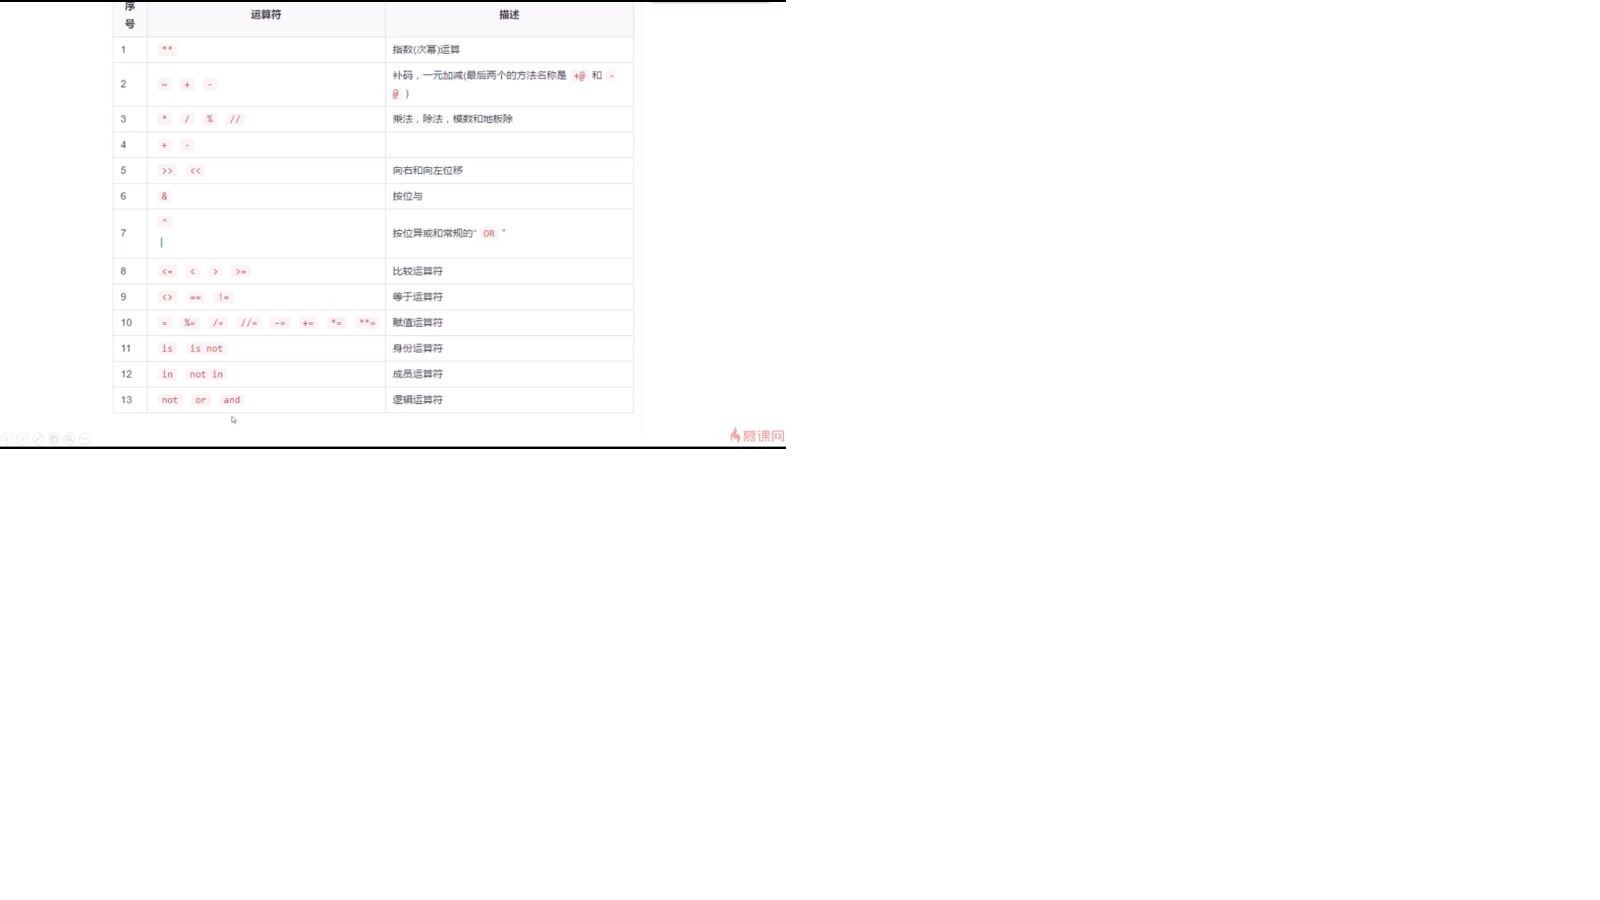 序号 运算符 描述
1 ** 指数(次幂)运算
2 ~ + - 补码，一元加减(最后两个的方法名称是 +@ 和 -
@ )
3 * / % // 乘法，除法，模数和地板除
4 + -
5 >> << 向右和向左位移
6 & 按位与
7 ^
| 按位异或和常规的“ OR ”
8 <= < > >= 比较运算符
9 <> == != 等于运算符
10 = %= /= //= -= += *= **= 赋值运算符
11 is is not 身份运算符
12 in not in 成员运算符
13 not or and 逻辑运算符
慕课网